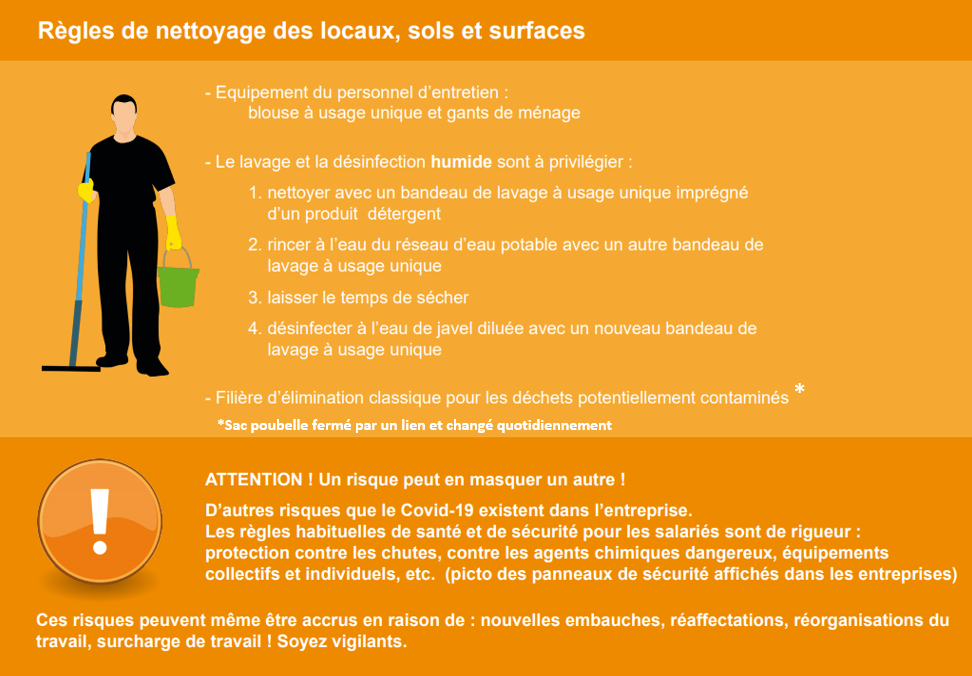 Règles de nettoyage des locaux, sols et surfaces
- Equipement du personnel d'entretien :
blouse à usage unique et gants de ménage
- Le lavage et la désinfection humide sont à privilégier :
1. nettoyer avec un bandeau de lavage à usage unique imprégné
d'un produit détergent
2. rincer à l'eau du réseau d'eau potable avec un autre bandeau de
lavage à usage unique
3. laisser le temps de sécher
4. désinfecter à l'eau de javel diluée avec un nouveau bandeau de
lavage à usage unique
- Filière d'élimination classique pour les déchets potentiellement contaminés *
*Sac poubelle fermé par un lien et changé quotidiennement
!
ATTENTION ! Un risque peut en masquer un autre !
D'autres risques que le Covid-19 existent dans l'entreprise.
Les règles habituelles de santé et de sécurité pour les salariés sont de rigueur :
protection contre les chutes, contre les agents chimiques dangereux, équipements
collectifs et individuels, etc. (picto des panneaux de sécurité affichés dans les entreprises)
Ces risques peuvent même être accrus en raison de : nouvelles embauches, réaffectations, réorganisations du
travail, surcharge de travail ! Soyez vigilants.